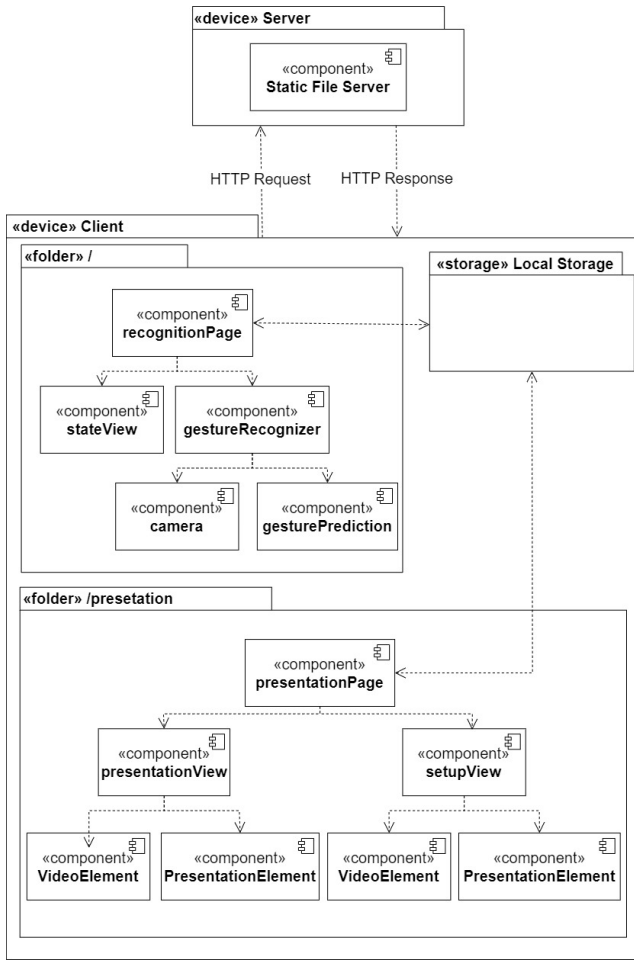 «device» Server
«component»
Static File Server
HTTP Request
HTTP Response
«device» Client
«folder» /
«storage» Local Storage
«component»
recognitionPage
«component»
stateView
«component»
gestureRecognizer
«component»
camera
«component»
gesturePrediction
«folder» /presetation
«component»
presentationPage
«component»
presentationView
«component»
setupView
«component»
VideoElement
«component»
PresentationElement
«component»
VideoElement
«component»
PresentationElement